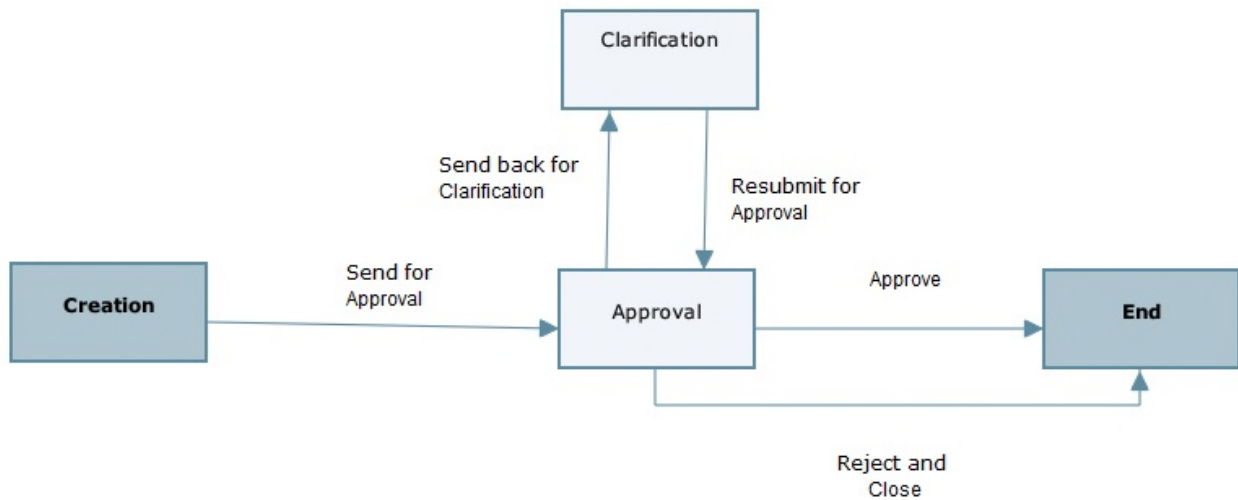 Clarification
Send back for
Clarification
Resubmit for
Approval
Creation
Send for
Approval
Approval
Approve
End
Reject and
Close